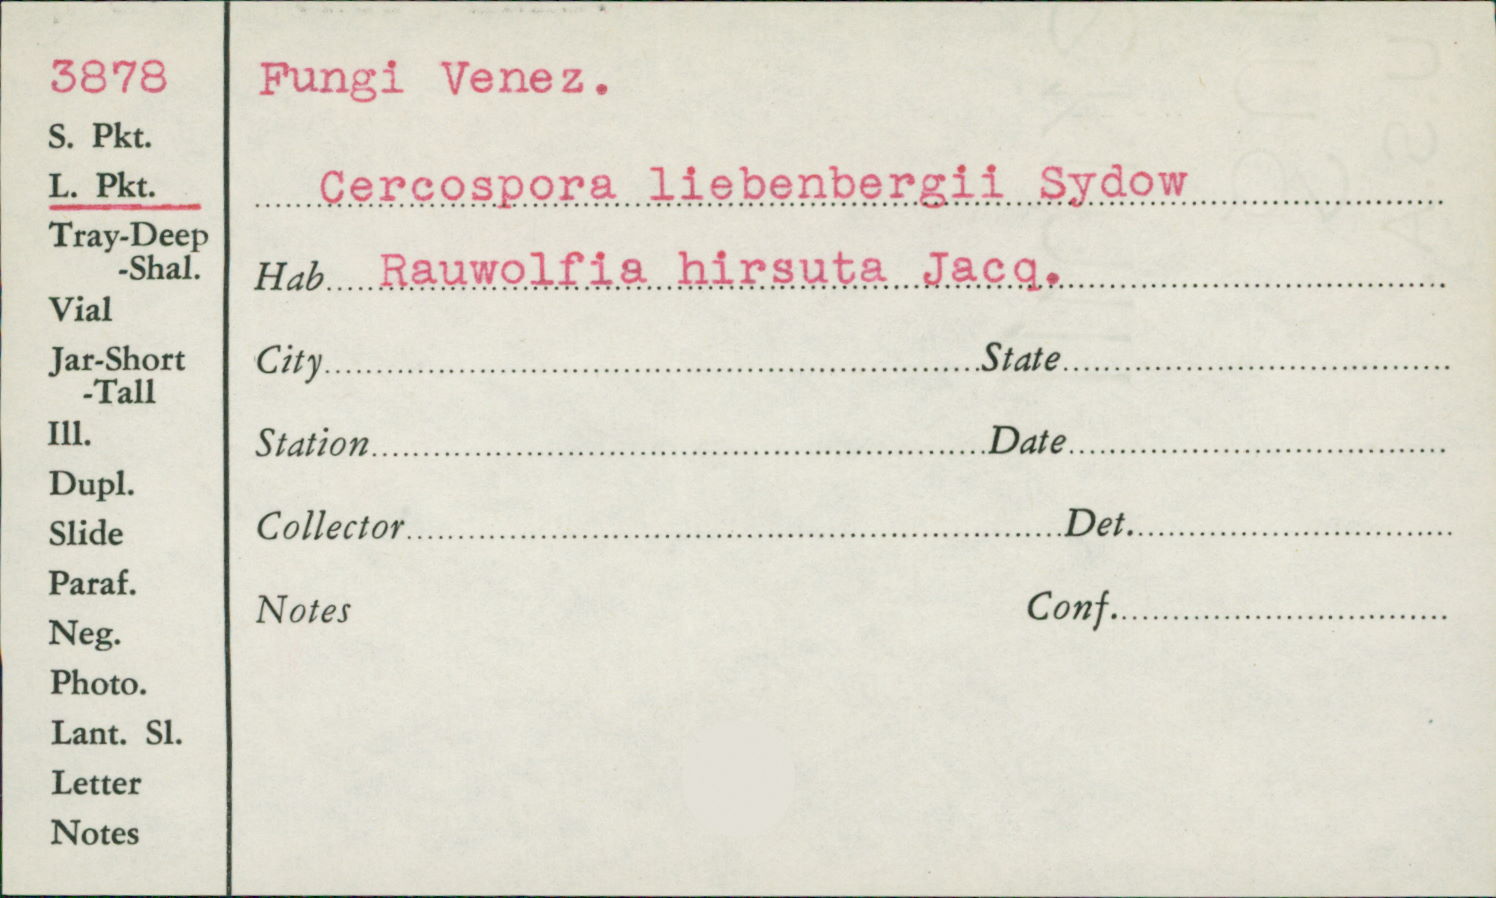 3878
S. Pkt.
L. Pkt.
Tray-Deep
-Shal.
Vial
Jar-Short
-Tall
Ill.
Dupl.
Slide
Paraf.
Neg.
Photo.
Lant. Sl.
Letter
Notes
Fungi Venez.
Cercospora liebenbergii Sydow
Hab. Rauwolfia hirsuta Jacq.
City State
Station Date
Collector Det.
Notes Conf.